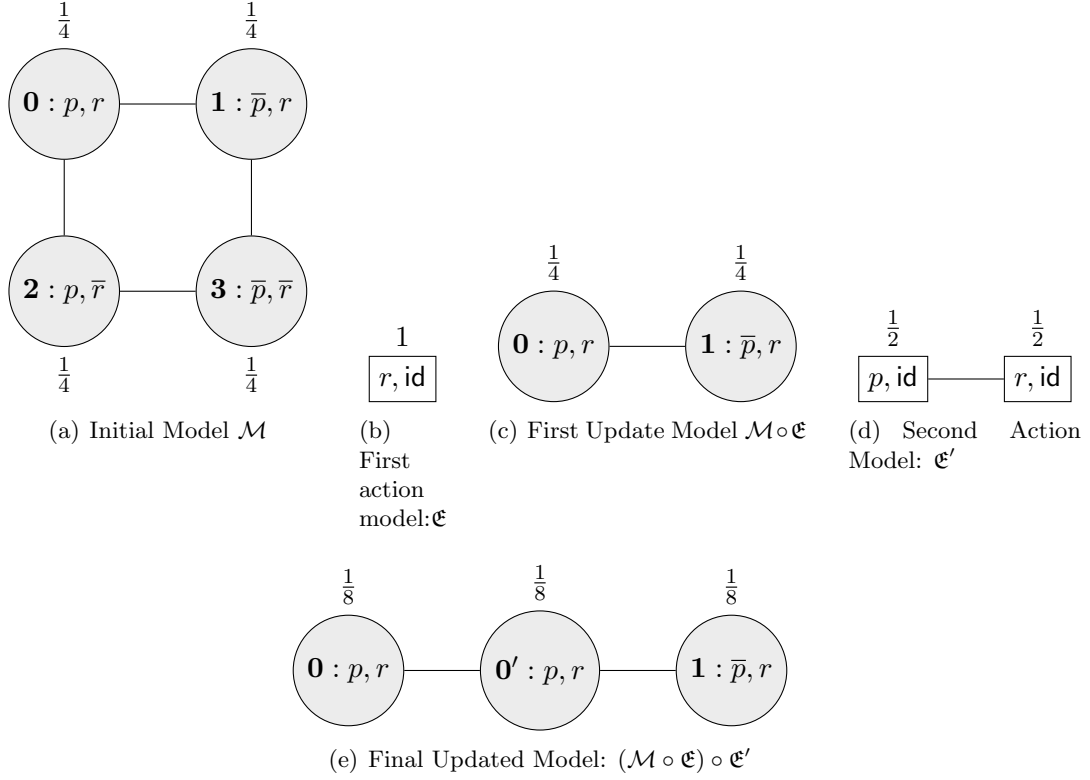 1/4 1/4
𝟎 : p, r 𝟏 : p̅, r
𝟐 : p, r̅ 𝟑 : p̅, r̅
1/4 1/4
(a) Initial Model ℳ
1
r, id
(b)
First
action
model:𝕰
1/4 1/4
𝟎 : p, r 𝟏 : p̅, r
(c) First Update Model ℳ ∘ 𝕰
1/2 1/2
p, id r, id
(d) Second Action
Model: 𝕰′
1/8 1/8 1/8
𝟎 : p, r 𝟎′ : p, r 𝟏 : p̅, r
(e) Final Updated Model: (ℳ ∘ 𝕰) ∘ 𝕰′